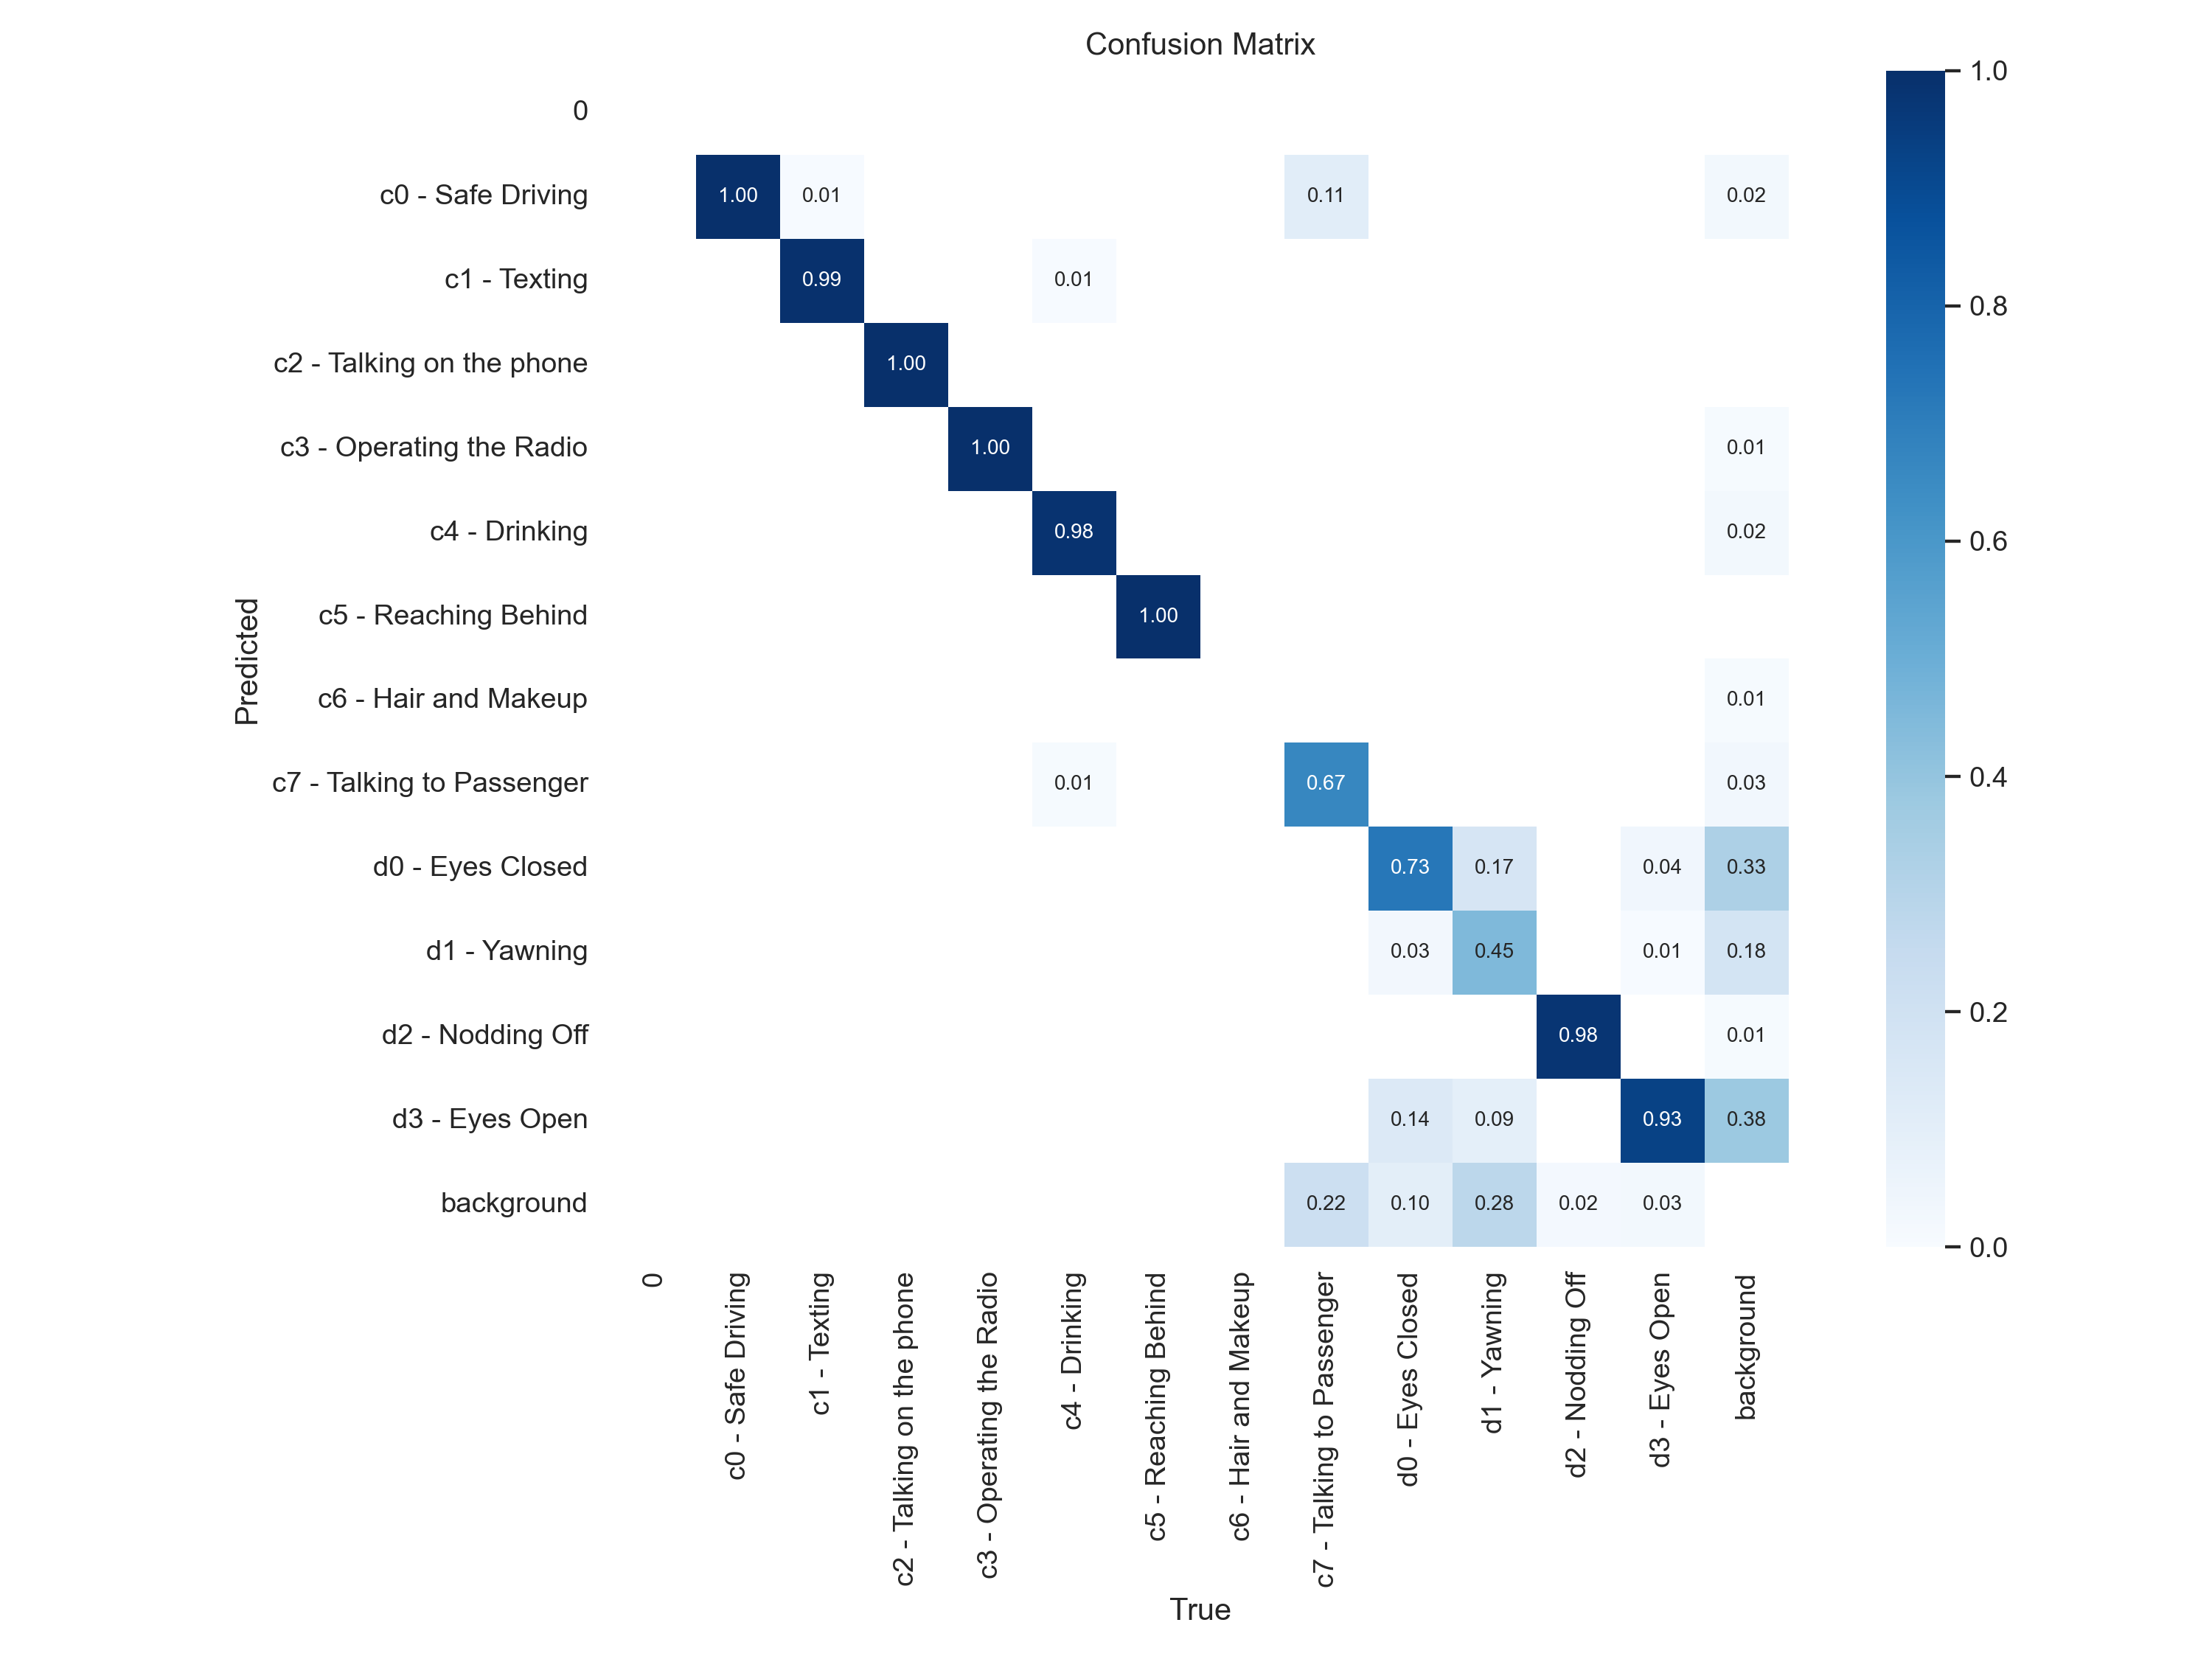 Confusion Matrix
0
c0 - Safe Driving
c1 - Texting
c2 - Talking on the phone
c3 - Operating the Radio
c4 - Drinking
c5 - Reaching Behind
c6 - Hair and Makeup
c7 - Talking to Passenger
d0 - Eyes Closed
d1 - Yawning
d2 - Nodding Off
d3 - Eyes Open
background
Predicted
1.00 0.01 0.11 0.02
0.99 0.01
1.00
1.00 0.01
0.98 0.02
1.00
0.01
0.01 0.67 0.03
0.73 0.17 0.04 0.33
0.03 0.45 0.01 0.18
0.98 0.01
0.14 0.09 0.93 0.38
0.22 0.10 0.28 0.02 0.03
0
c0 - Safe Driving
c1 - Texting
c2 - Talking on the phone
c3 - Operating the Radio
c4 - Drinking
c5 - Reaching Behind
c6 - Hair and Makeup
c7 - Talking to Passenger
d0 - Eyes Closed
d1 - Yawning
d2 - Nodding Off
d3 - Eyes Open
background
True
1.0
0.8
0.6
0.4
0.2
0.0